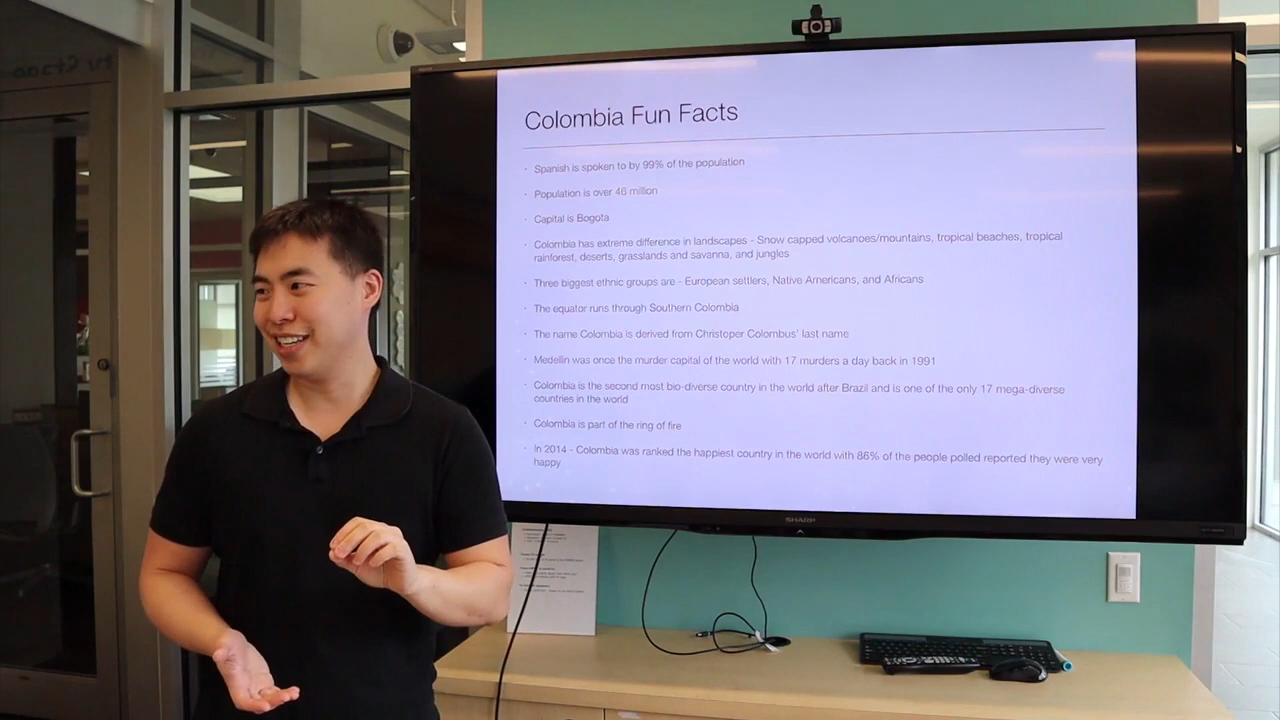 Colombia Fun Facts
· Spanish is spoken to by 99% of the population
· Population is over 46 million
· Capital is Bogota
· Colombia has extreme difference in landscapes - Snow capped volcanoes/mountains, tropical beaches, tropical
rainforest, deserts, grasslands and savanna, and jungles
· Three biggest ethnic groups are - European settlers, Native Americans, and Africans
· The equator runs through Southern Colombia
· The name Colombia is derived from Christoper Colombus' last name
· Medellin was once the murder capital of the world with 17 murders a day back in 1991
· Colombia is the second most bio-diverse country in the world after Brazil and is one of the only 17 mega-diverse
countries in the world
· Colombia is part of the ring of fire
· In 2014 - Colombia was ranked the happiest country in the world with 86% of the people polled reported they were very
happy
SHARP